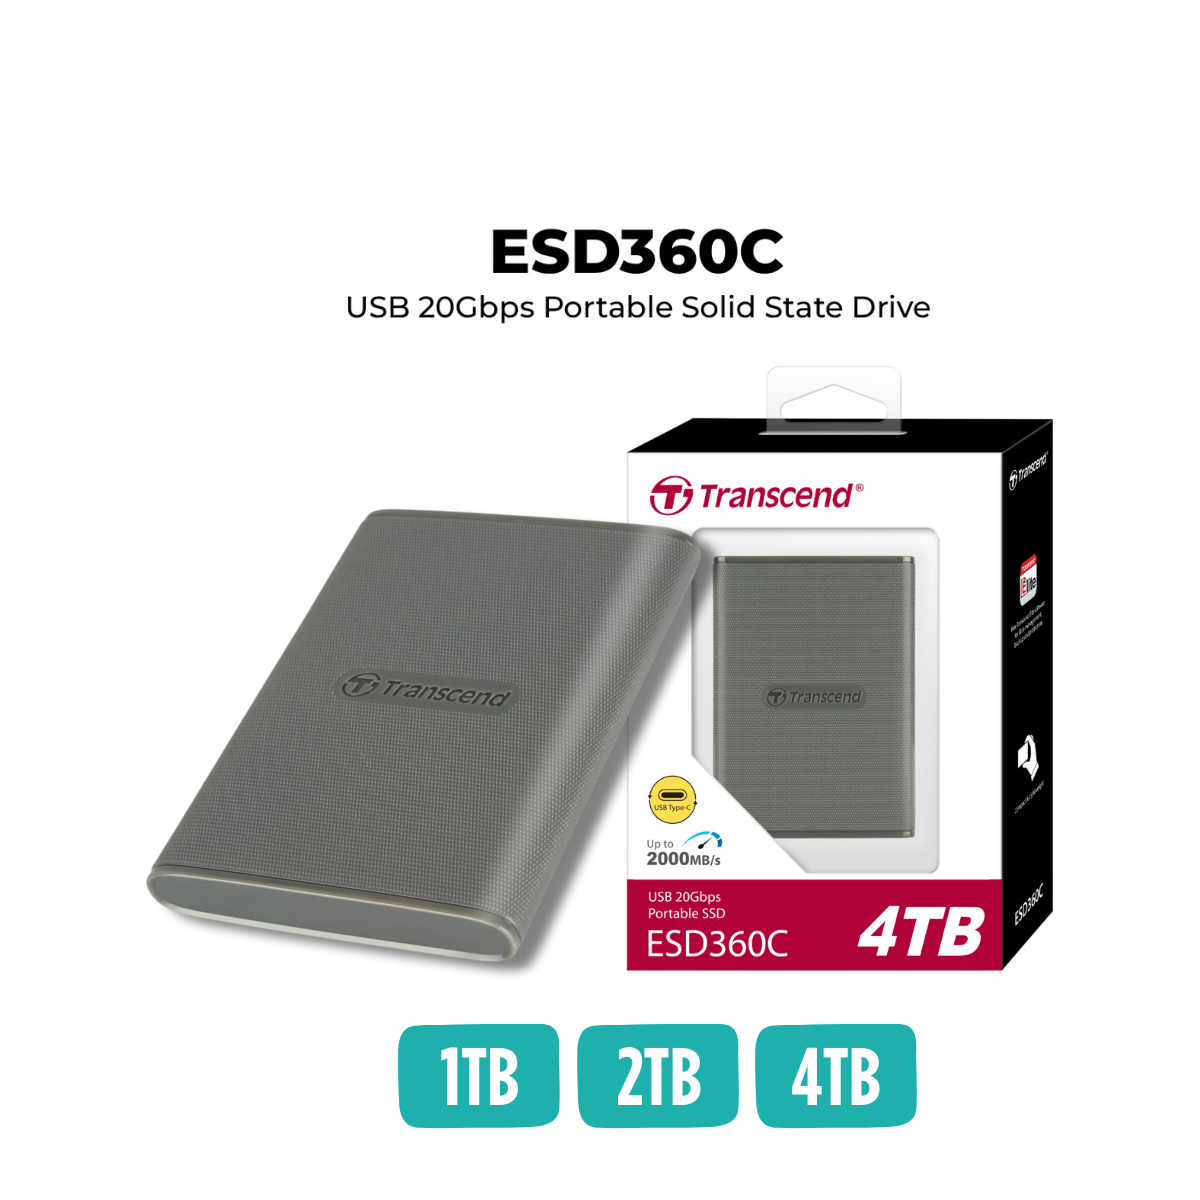 ESD360C
USB 20Gbps Portable Solid State Drive
Transcend®
Transcend
Elite
Transcend
Transcend
USB Type-C
Up to
2000MB/s
USB 20Gbps
Portable SSD
ESD360C
4TB
ESD360C
1TB
2TB
4TB